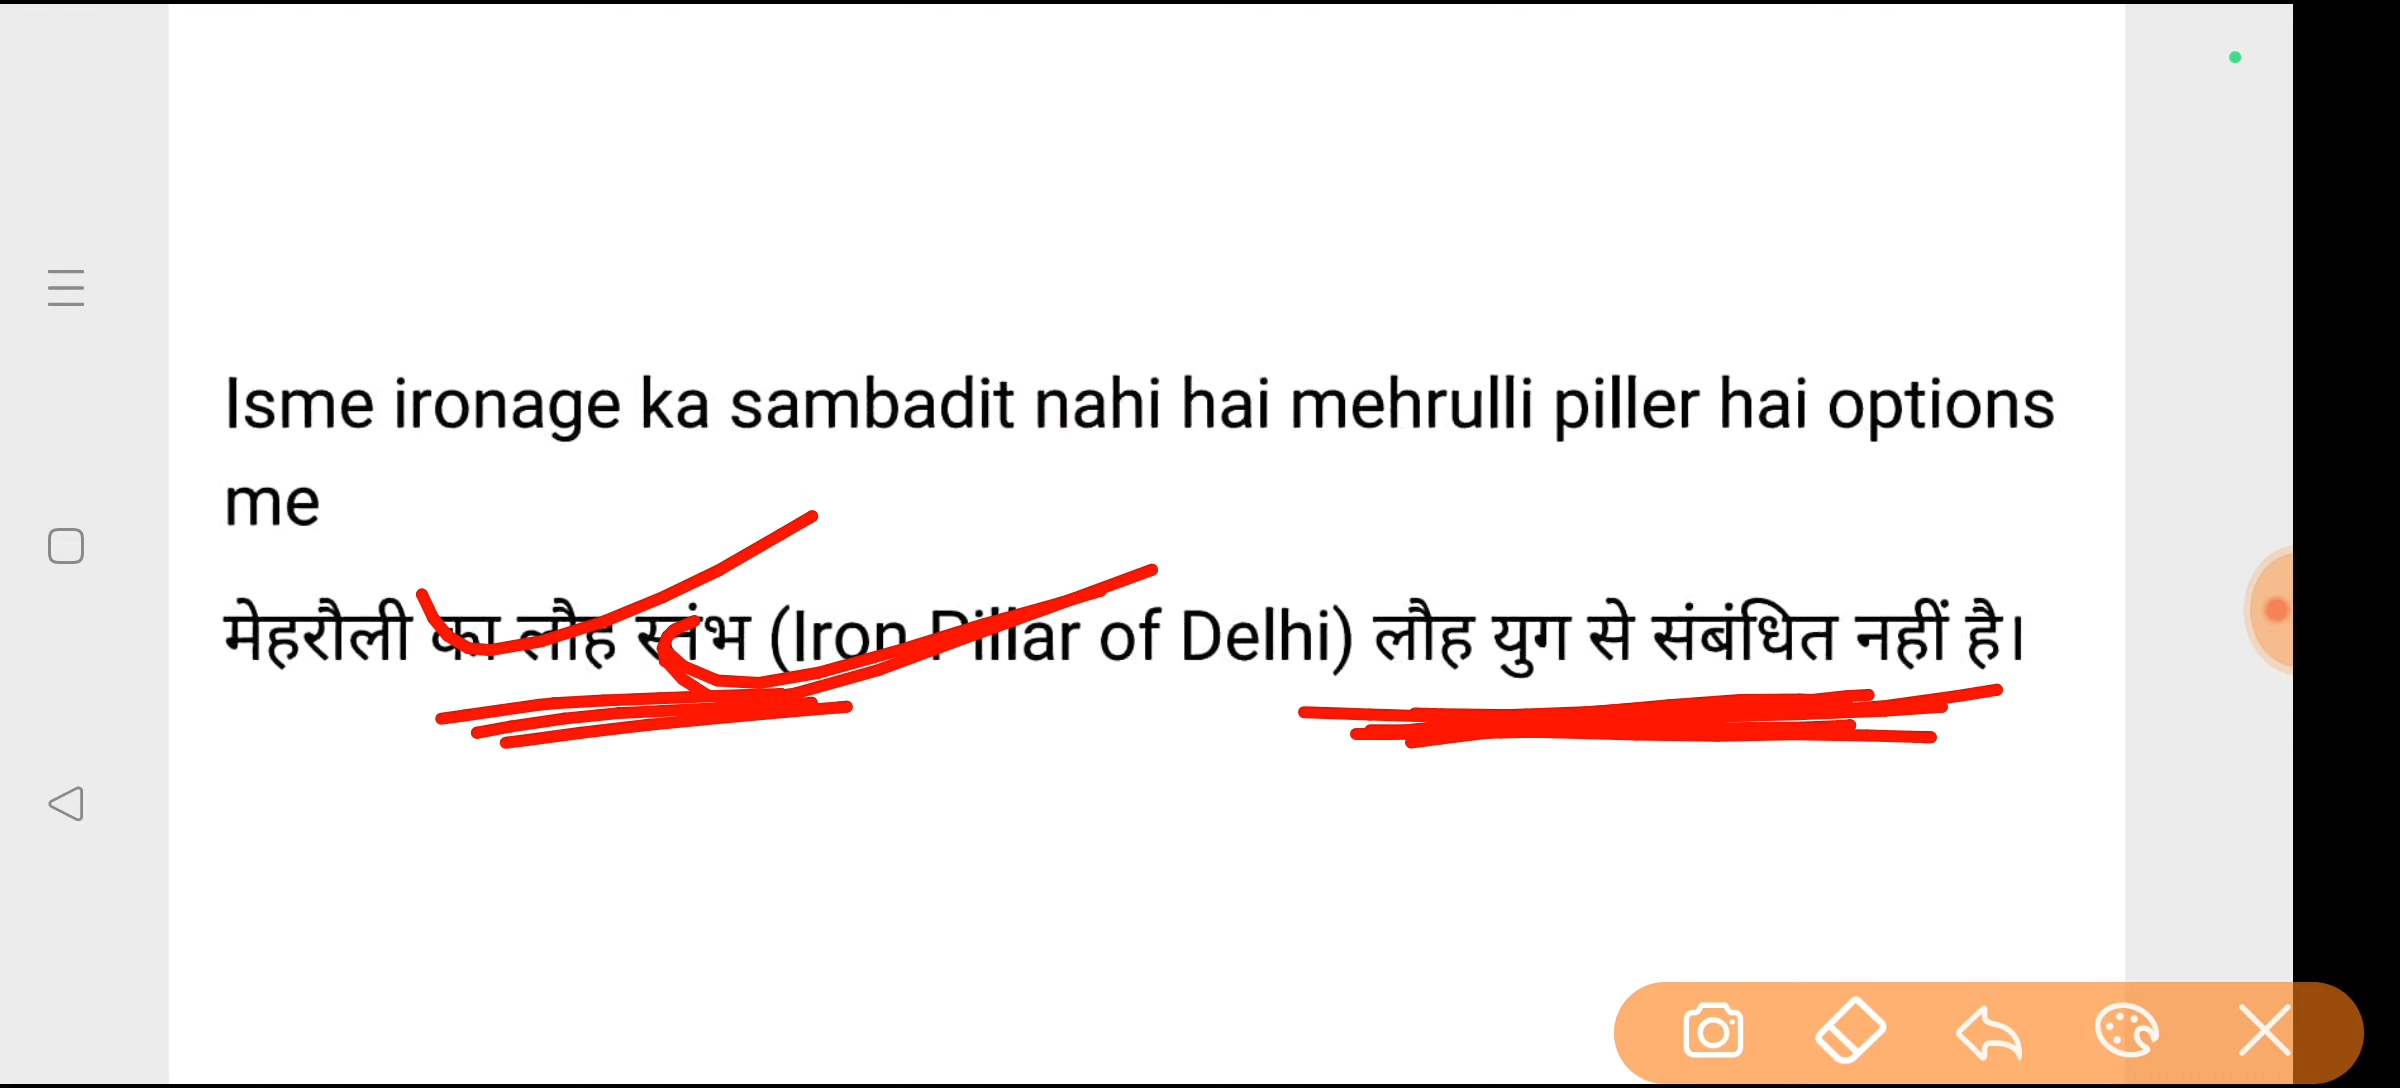 Isme ironage ka sambadit nahi hai mehrulli piller hai options
me
मेहरौली का लौह स्तंभ (Iron Pillar of Delhi) लौह युग से संबंधित नहीं है।